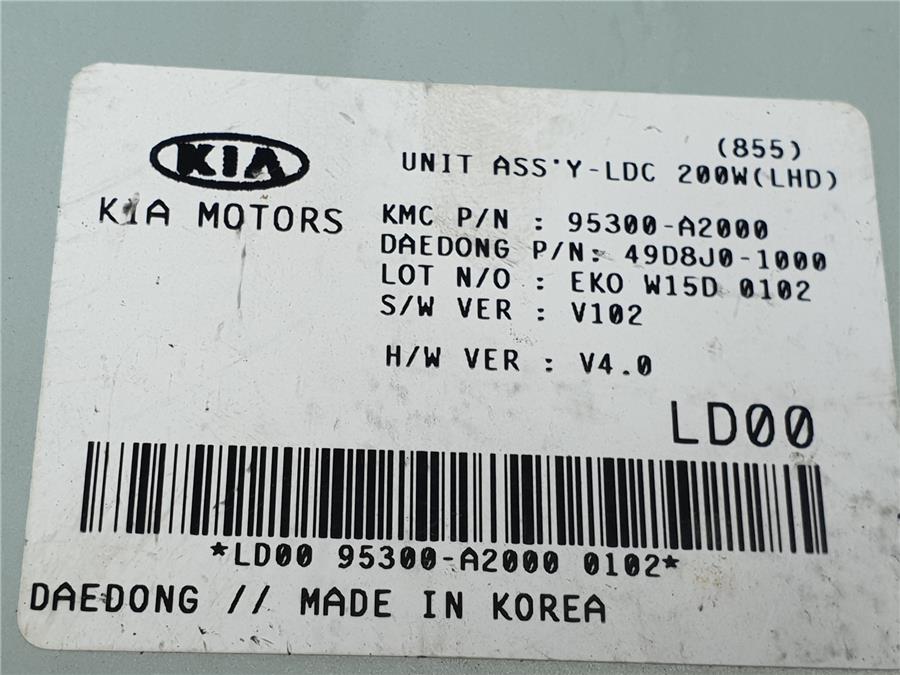 (855)
KIA
UNIT ASS'Y-LDC 200W(LHD)
KIA MOTORS
KMC P/N : 95300-A2000
DAEDONG P/N: 49D8J0-1000
LOT N/O : EKO W15D 0102
S/W VER : V102
H/W VER : V4.0
LD00
*LD00 95300-A2000 0102*
DAEDONG // MADE IN KOREA